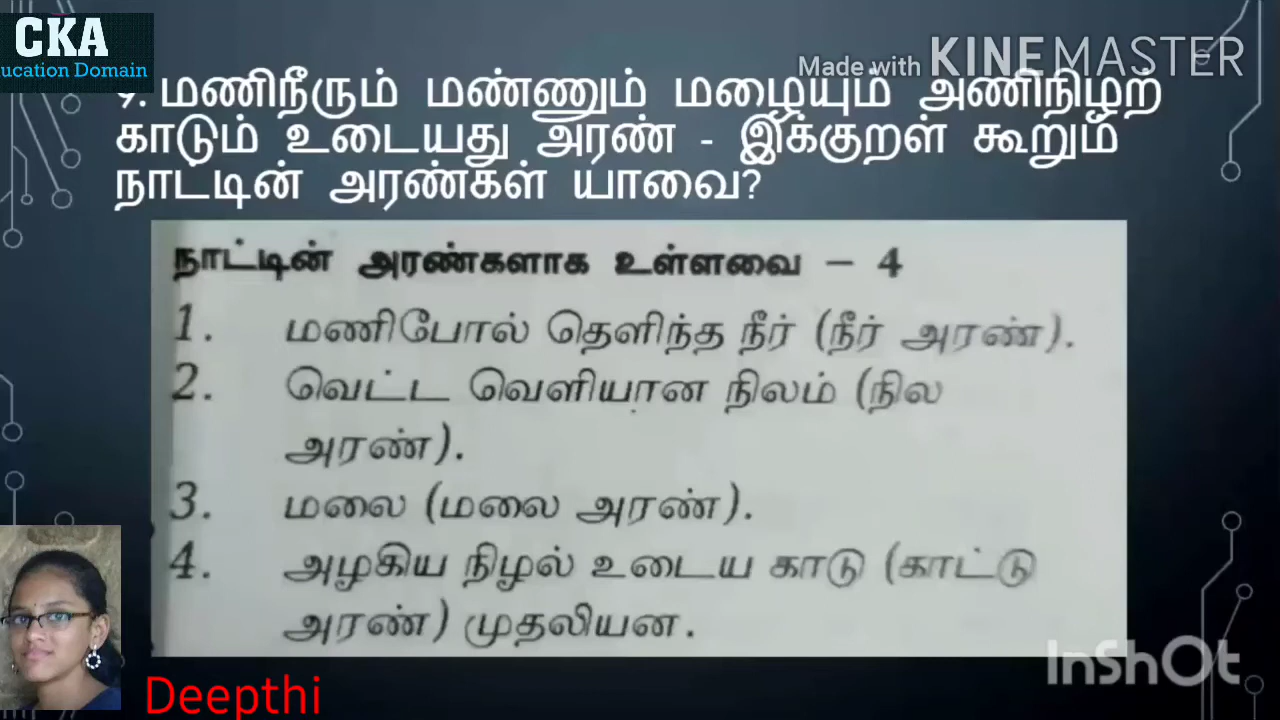 CKA
ucation Domain
Made with KINEMASTER
9. மணிநீரும் மண்ணும் மழையும் அணிநிழற்
காடும் உடையது அரண் - இக்குறள் கூறும்
நாட்டின் அரண்கள் யாவை?
நாட்டின் அரண்களாக உள்ளவை – 4
1. மணிபோல் தெளிந்த நீர் (நீர் அரண்).
2. வெட்ட வெளியான நிலம் (நில
அரண்).
3. மலை (மலை அரண்).
4. அழகிய நிழல் உடைய காடு (காட்டு
அரண்) முதலியன.
InShOt
Deepthi